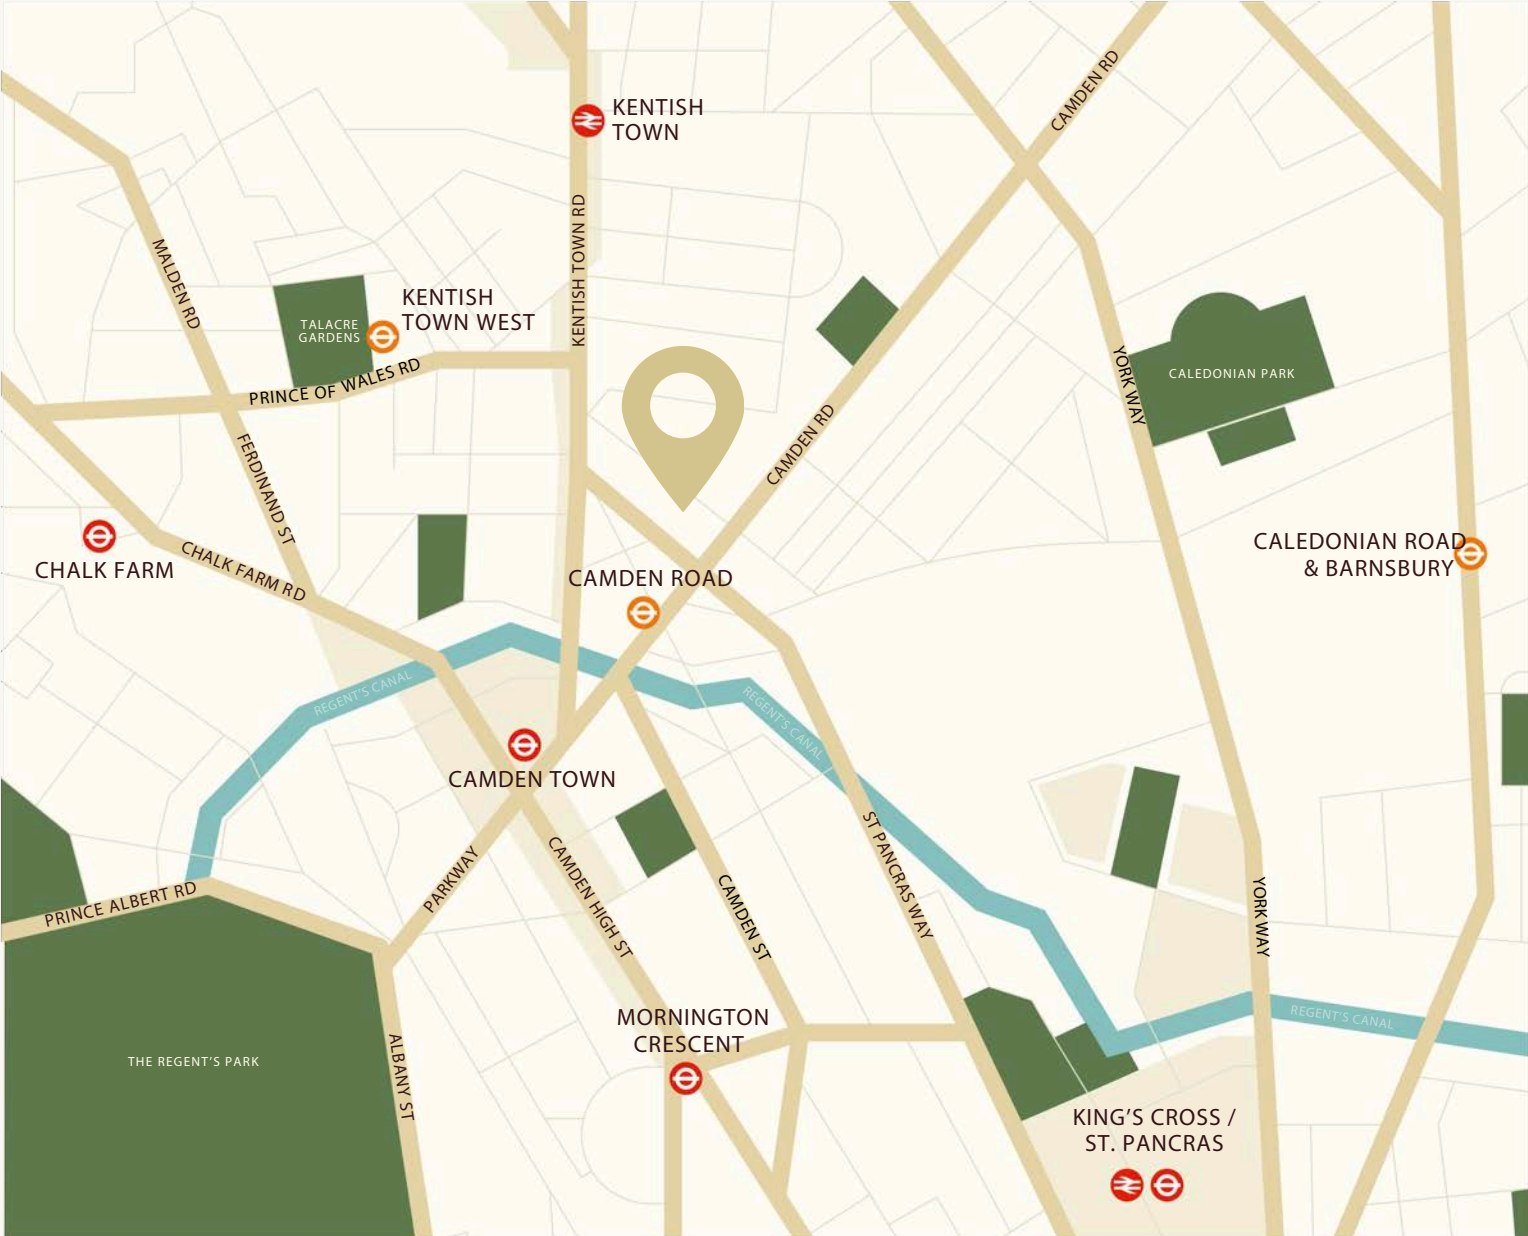 CAMDEN RD
KENTISH
TOWN
KENTISH TOWN RD
MALDEN RD
KENTISH
TOWN WEST
TALACRE
GARDENS
PRINCE OF WALES RD
YORK WAY
CALEDONIAN PARK
CAMDEN RD
FERDINAND ST
CHALK FARM
CHALK FARM RD
CAMDEN ROAD
CALEDONIAN ROAD
& BARNSBURY
REGENT'S CANAL
REGENT'S CANAL
CAMDEN TOWN
PARKWAY
CAMDEN HIGH ST
CAMDEN ST
ST PANCRAS WAY
YORK WAY
PRINCE ALBERT RD
REGENT'S CANAL
MORNINGTON
CRESCENT
THE REGENT'S PARK
ALBANY ST
KING'S CROSS /
ST. PANCRAS